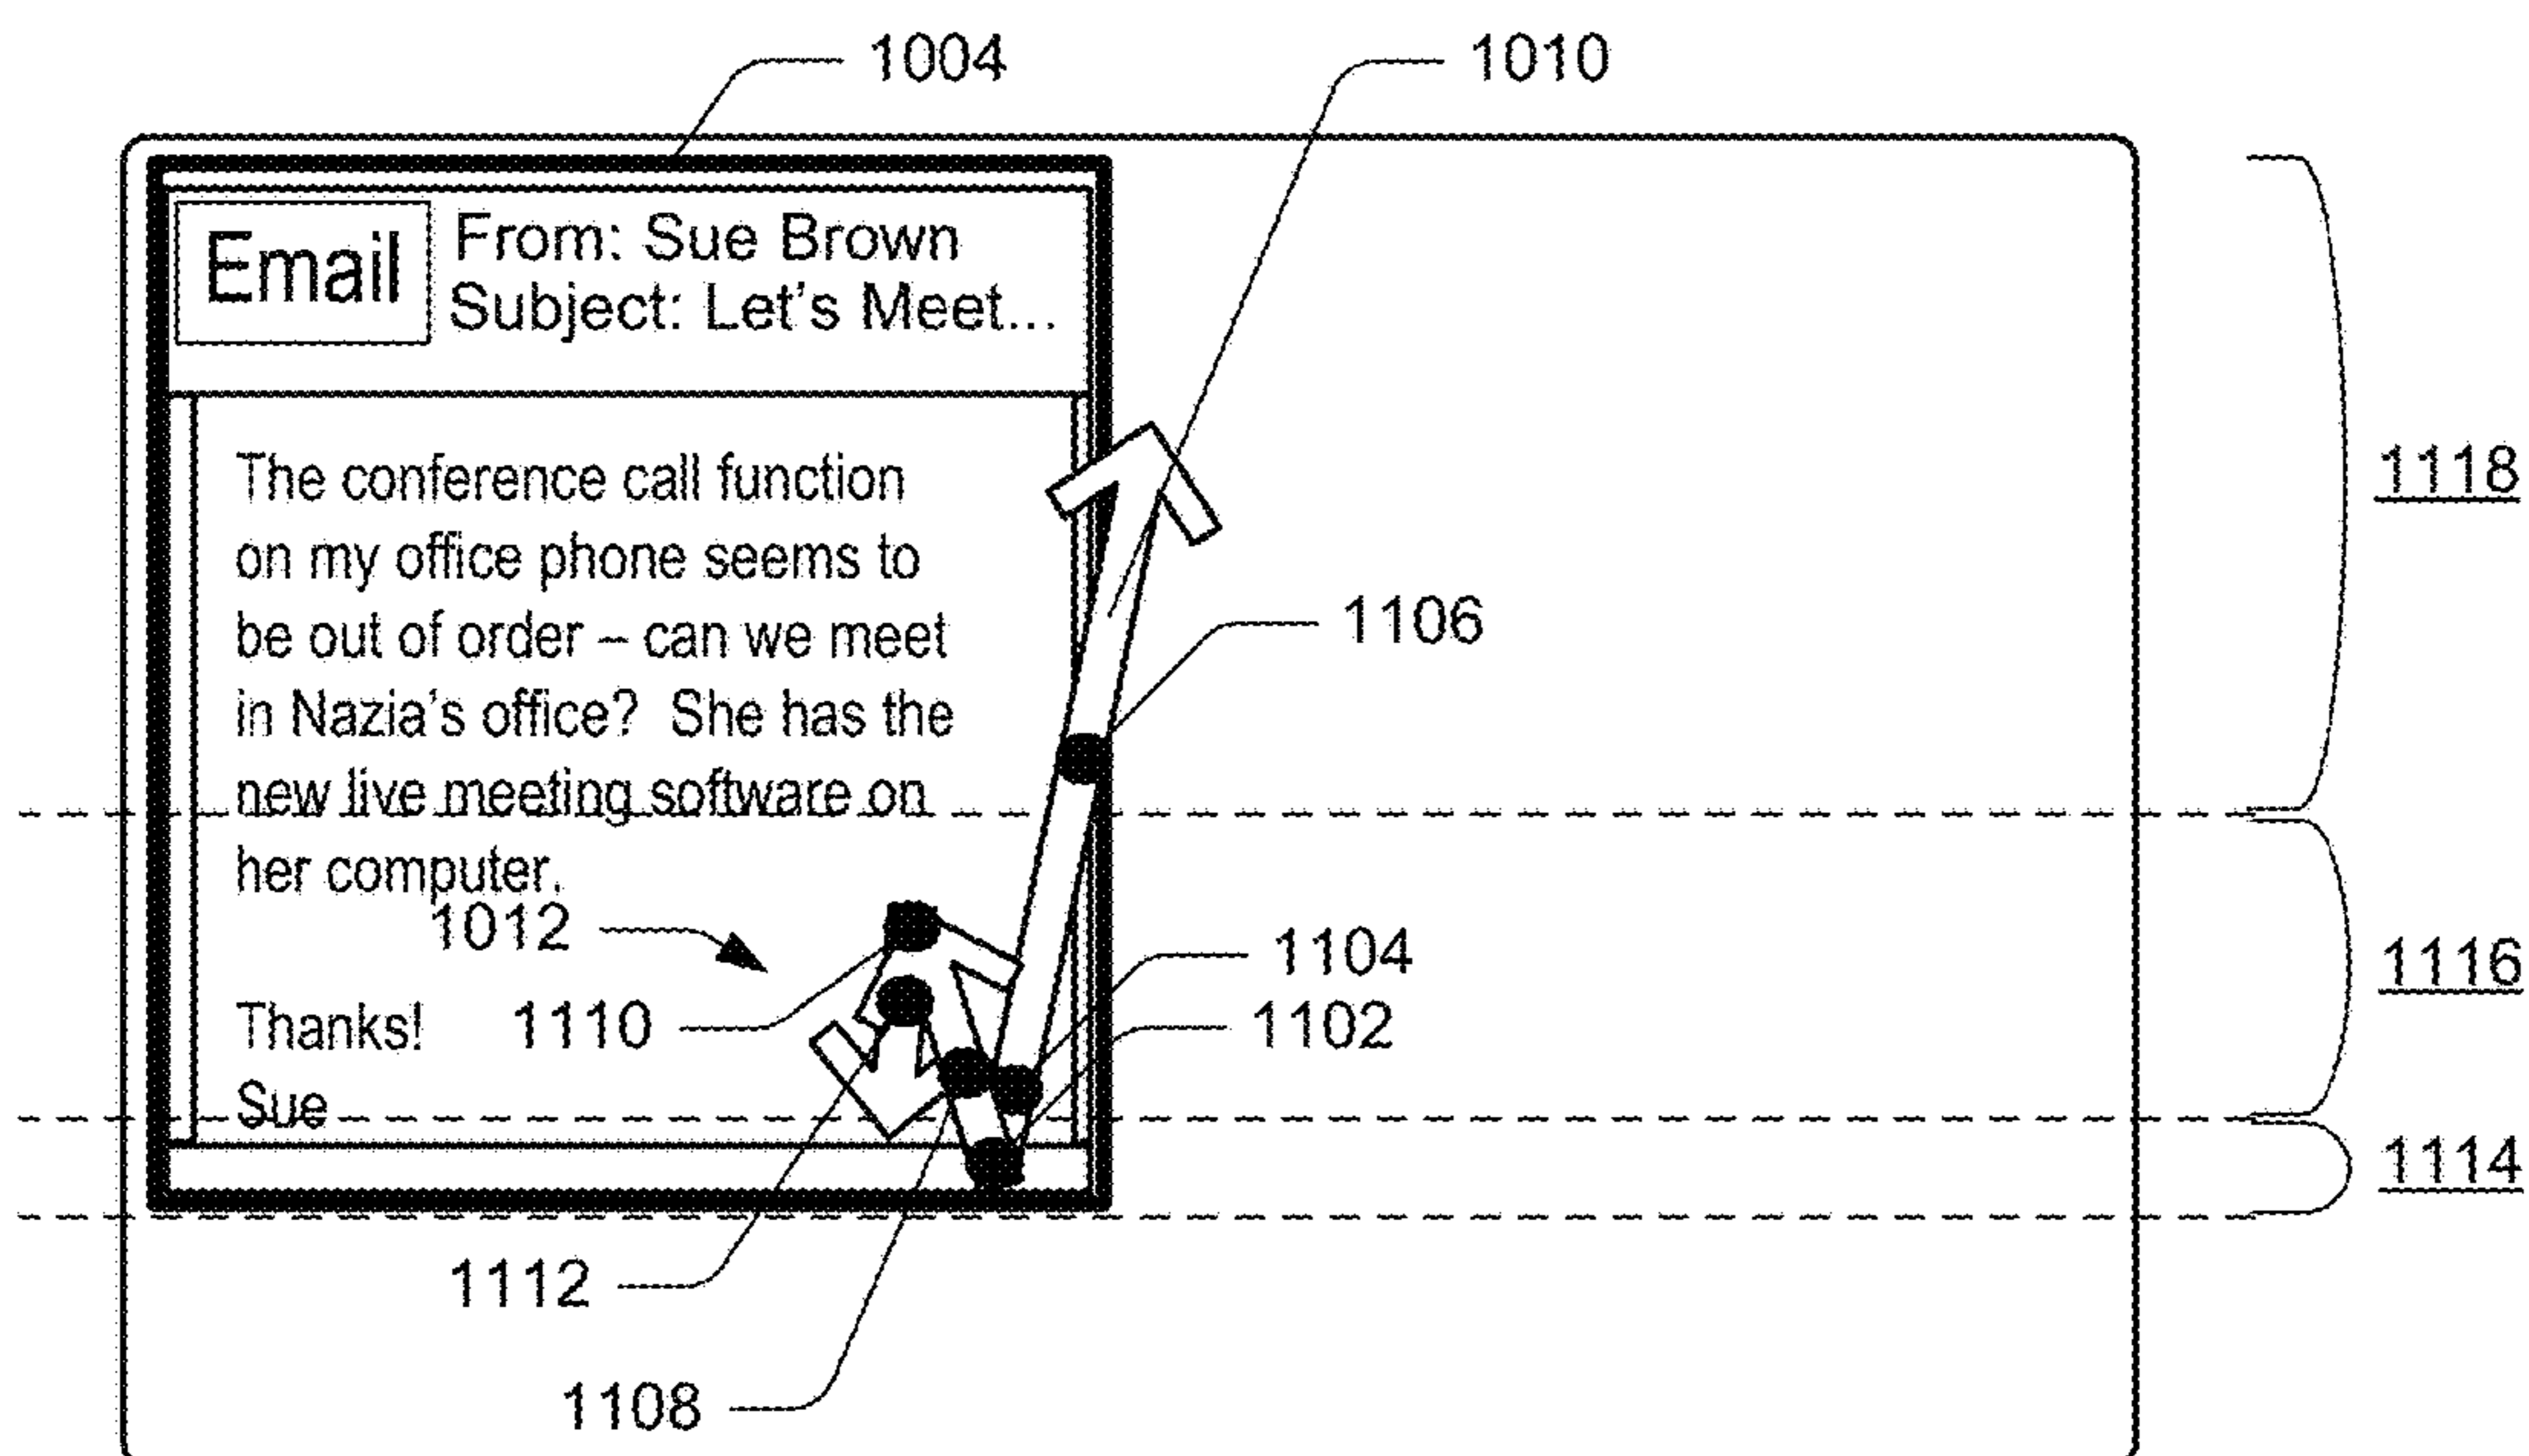 1004
1010
Email
From: Sue Brown
Subject: Let's Meet...
The conference call function
on my office phone seems to
be out of order – can we meet
in Nazia's office? She has the
new live meeting software on
her computer.
Thanks!
Sue
1118
1106
1012
1104
1116
1110
1102
1114
1112
1108